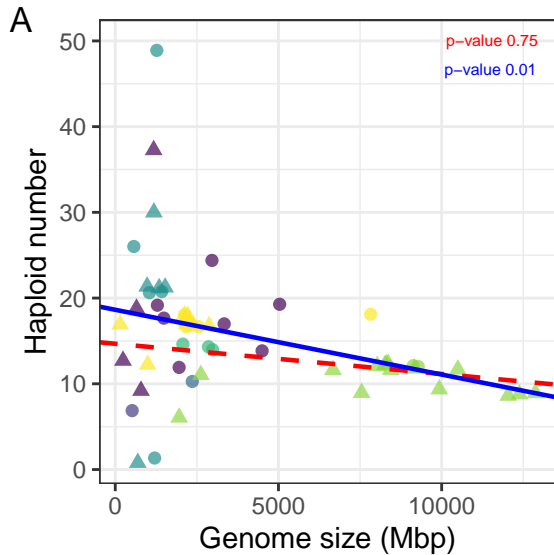 A
p−value 0.75
p−value 0.01
50
40
30
20
10
0
Haploid number
0 5000 10000
Genome size (Mbp)